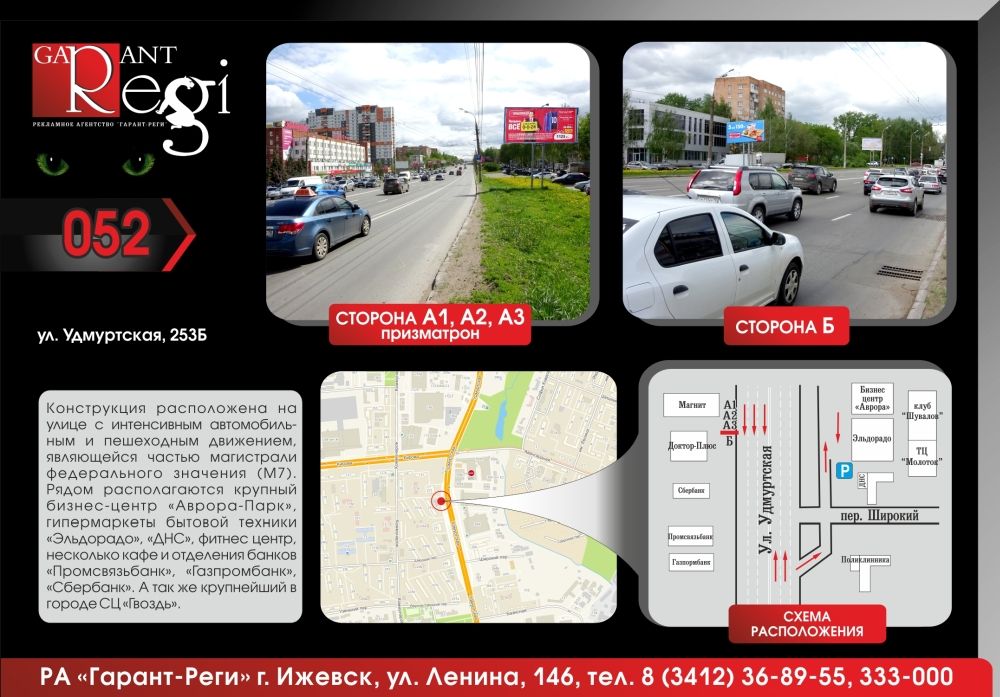 GARANT
Regi
РЕКЛАМНОЕ АГЕНТСТВО "ГАРАНТ-РЕГИ"
052
ул. Удмуртская, 253Б
СТОРОНА А1, А2, А3
призматрон
СТОРОНА Б
Конструкция расположена на
улице с интенсивным автомобиль-
ным и пешеходным движением,
являющейся частью магистрали
федерального значения (М7).
Рядом располагаются крупный
бизнес-центр «Аврора-Парк»,
гипермаркеты бытовой техники
«Эльдорадо», «ДНС», фитнес центр,
несколько кафе и отделения банков
«Промсвязьбанк», «Газпромбанк»,
«Сбербанк». А так же крупнейший в
городе СЦ «Гвоздь».
Магнит
А1
А2
А3
Б
Доктор-Плюс
Сбербанк
Промсвязьбанк
Газпормбанк
Ул. Удмуртская
Бизнес
центр
«Аврора»
Эльдорадо
клуб
"Шувалов"
ТЦ
"Молоток"
P
ДНС
пер. Широкий
Поликлинника
СХЕМА
РАСПОЛОЖЕНИЯ
РА «Гарант-Реги» г. Ижевск, ул. Ленина, 146, тел. 8 (3412) 36-89-55, 333-000